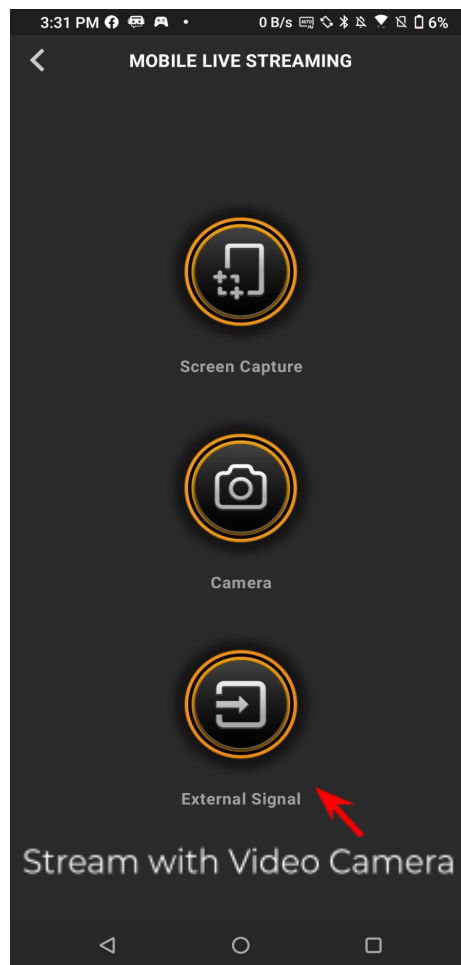 3:31 PM 0 B/s 6%
MOBILE LIVE STREAMING
Screen Capture
Camera
External Signal
Stream with Video Camera